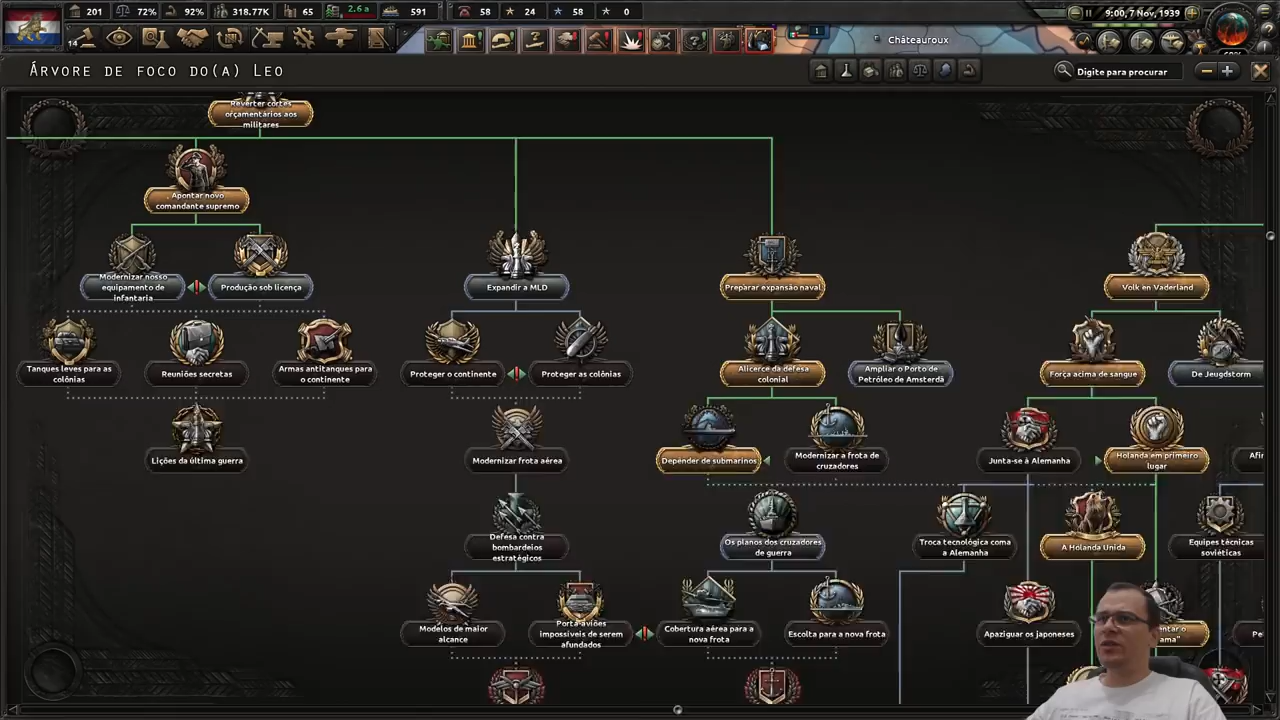 201
72%
92%
318.77K
65
2.6 a
591
58
24
58
0
9:00, 7 Nov, 1939
14
1
Châteauroux
Árvore de foco do(a) Leo
Digite para procurar
Reverter cortes
orçamentários aos
militares
Apontar novo
comandante supremo
Modernizar nosso
equipamento de
infantaria
Produção sob licença
Expandir a MLD
Preparar expansão naval
Volk en Vaderland
Tanques leves para as
colônias
Reuniões secretas
Armas antitanques para o
continente
Proteger o continente
Proteger as colônias
Alicerce da defesa
colonial
Ampliar o Porto de
Petróleo de Amsterdã
Força acima de sangue
De Jeugdstorm
Lições da última guerra
Modernizar frota aérea
Depender de submarinos
Modernizar a frota de
cruzadores
Junta-se à Alemanha
Holanda em primeiro
lugar
Defesa contra
bombardeios
estratégicos
Os planos dos cruzadores
de guerra
Troca tecnológica coma
a Alemanha
A Holanda Unida
Equipes técnicas
soviéticas
Modelos de maior
alcance
Porta-aviões
impossíveis de serem
afundados
Cobertura aérea para a
nova frota
Escolta para a nova frota
Apaziguar os japoneses